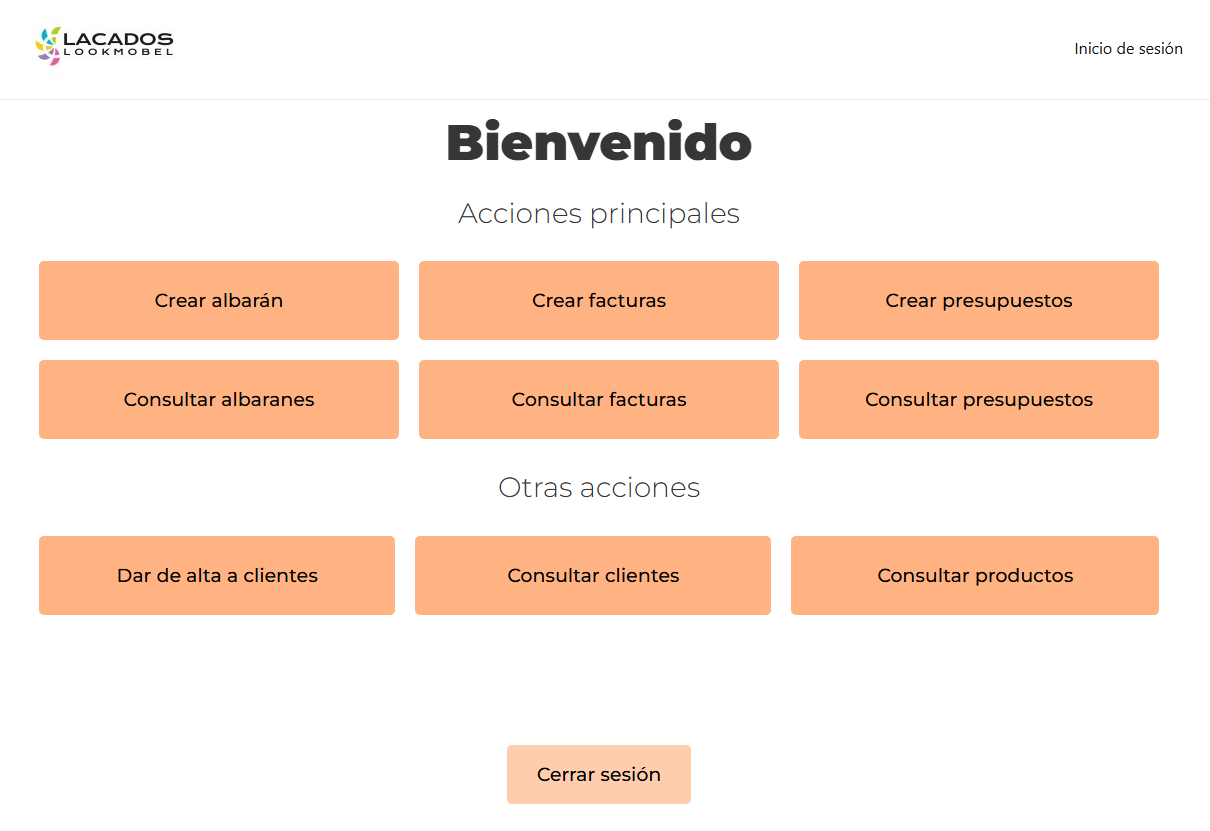 LACADOS
LOOKMOBEL
Inicio de sesión
Bienvenido
Acciones principales
Crear albarán
Crear facturas
Crear presupuestos
Consultar albaranes
Consultar facturas
Consultar presupuestos
Otras acciones
Dar de alta a clientes
Consultar clientes
Consultar productos
Cerrar sesión